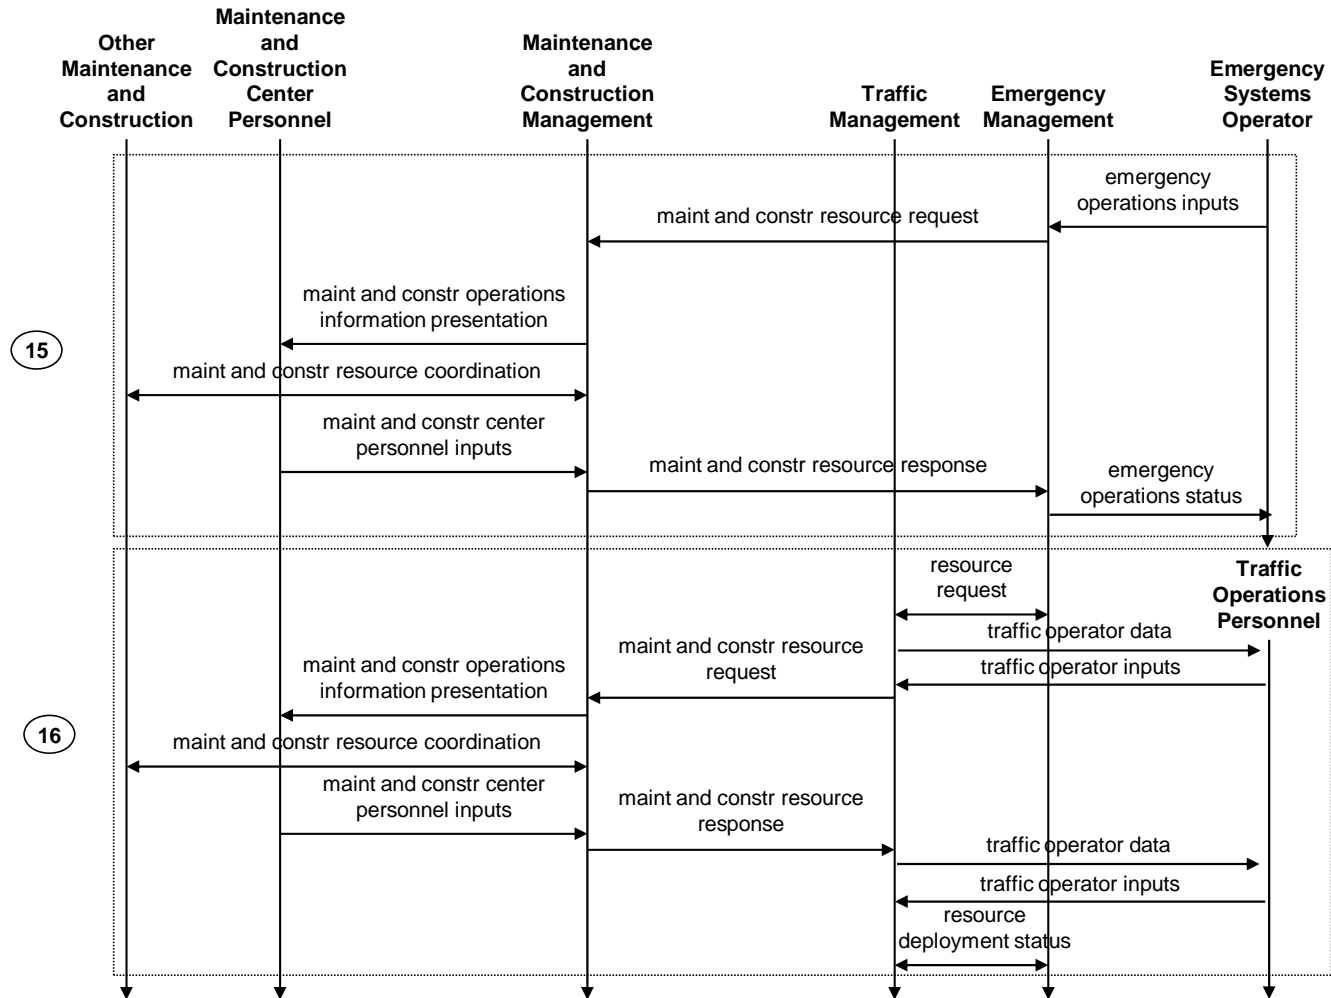 Other
Maintenance
and
Construction
Maintenance
and
Construction
Center
Personnel
Maintenance
and
Construction
Management
Traffic
Management
Emergency
Management
Emergency
Systems
Operator
emergency
operations inputs
maint and constr resource request
maint and constr operations
information presentation
15
maint and constr resource coordination
maint and constr center
personnel inputs
maint and constr resource response
emergency
operations status
resource
request
Traffic
Operations
Personnel
traffic operator data
maint and constr resource
request
traffic operator inputs
maint and constr operations
information presentation
16
maint and constr resource coordination
maint and constr center
personnel inputs
maint and constr resource
response
traffic operator data
traffic operator inputs
resource
deployment status